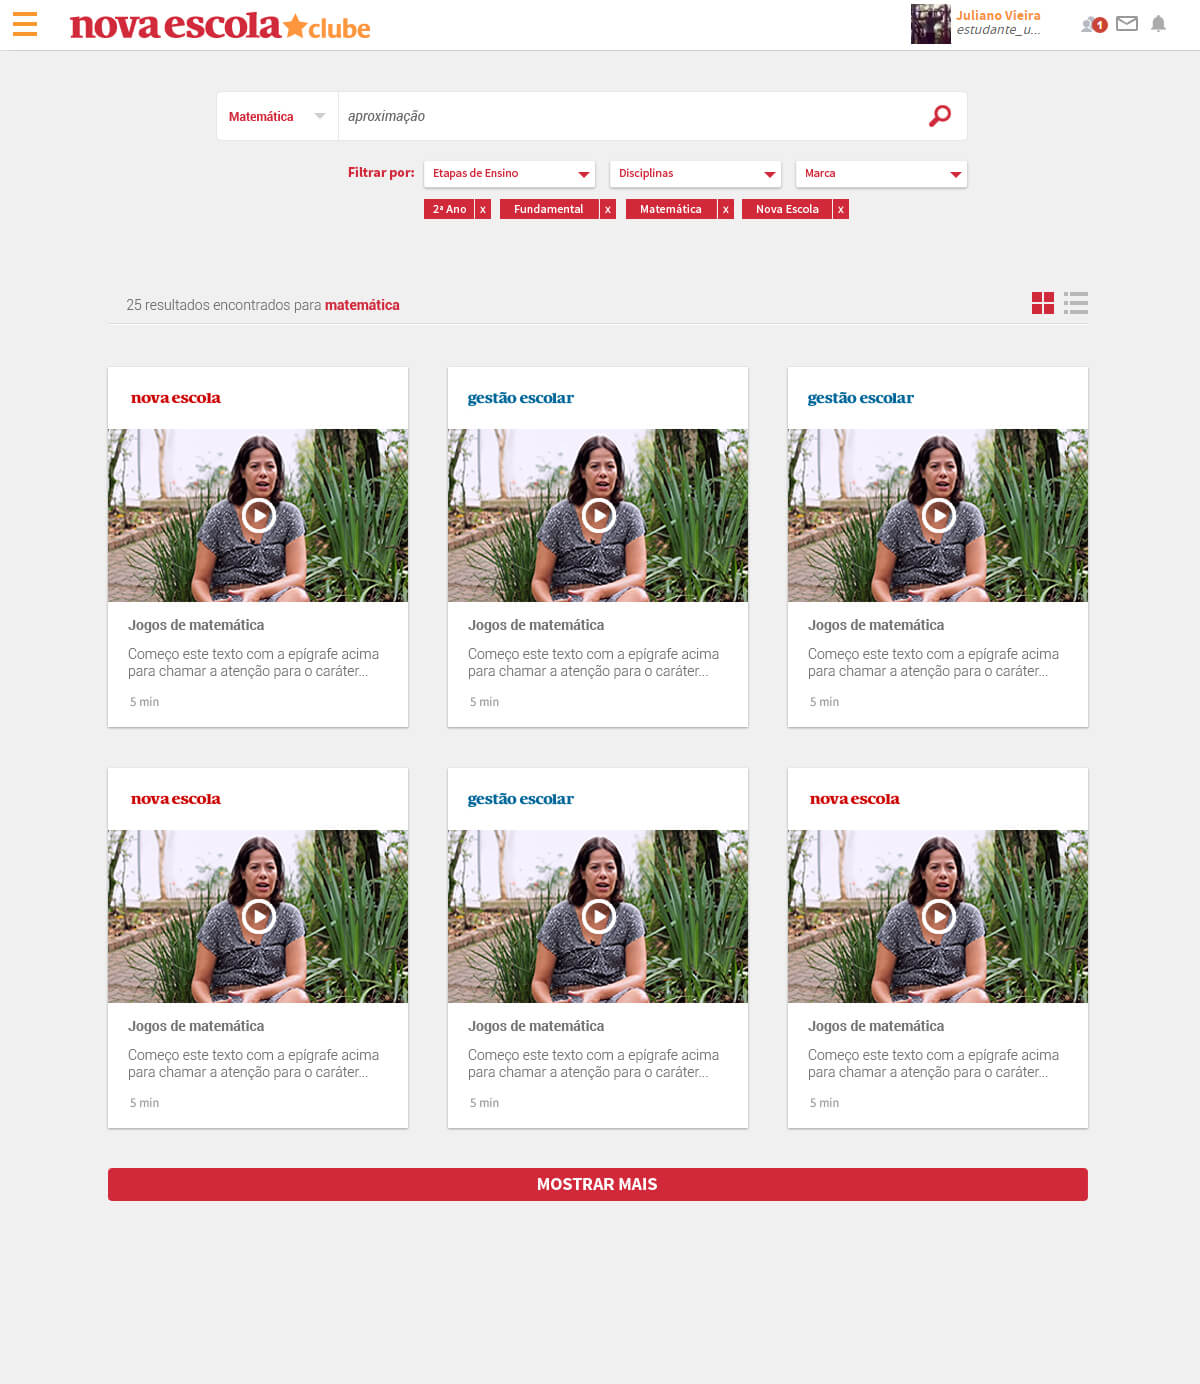 nova escola clube
Juliano Vieira
estudante_u...
1
Matemática
aproximação
Filtrar por:
Etapas de Ensino
Disciplinas
Marca
2ª Ano x
Fundamental x
Matemática x
Nova Escola x
25 resultados encontrados para matemática
nova escola
Jogos de matemática
Começo este texto com a epígrafe acima
para chamar a atenção para o caráter...
5 min
gestão escolar
Jogos de matemática
Começo este texto com a epígrafe acima
para chamar a atenção para o caráter...
5 min
gestão escolar
Jogos de matemática
Começo este texto com a epígrafe acima
para chamar a atenção para o caráter...
5 min
nova escola
Jogos de matemática
Começo este texto com a epígrafe acima
para chamar a atenção para o caráter...
5 min
gestão escolar
Jogos de matemática
Começo este texto com a epígrafe acima
para chamar a atenção para o caráter...
5 min
nova escola
Jogos de matemática
Começo este texto com a epígrafe acima
para chamar a atenção para o caráter...
5 min
MOSTRAR MAIS